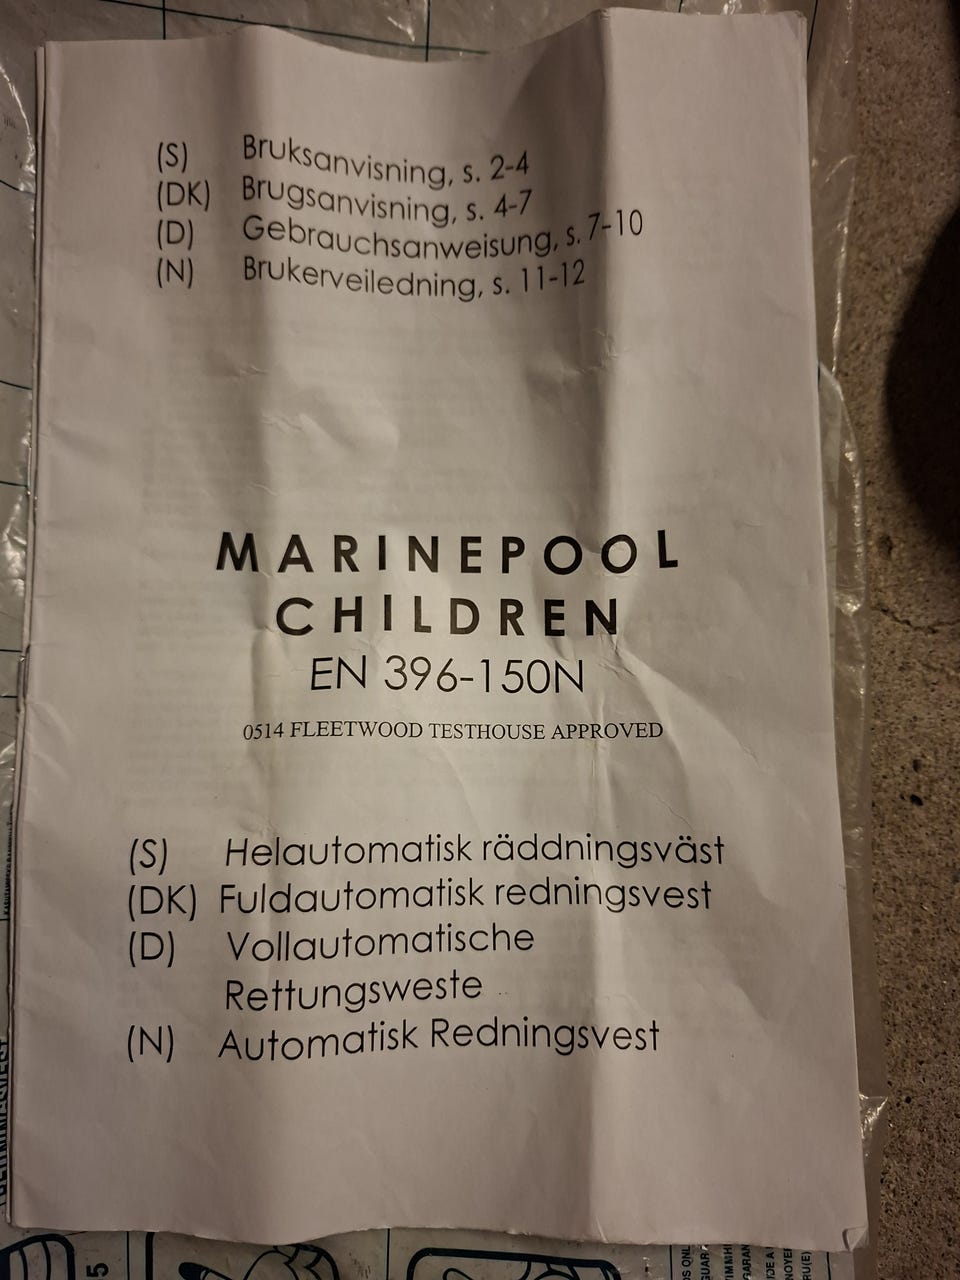 (S) Bruksanvisning, s. 2-4
(DK) Brugsanvisning, s. 4-7
(D) Gebrauchsanweisung, s. 7-10
(N) Brukerveiledning, s. 11-12
MARINEPOOL
CHILDREN
EN 396-150N
0514 FLEETWOOD TESTHOUSE APPROVED
(S) Helautomatisk räddningsväst
(DK) Fuldautomatisk redningsvest
(D) Vollautomatische
Rettungsweste
(N) Automatisk Redningsvest
5